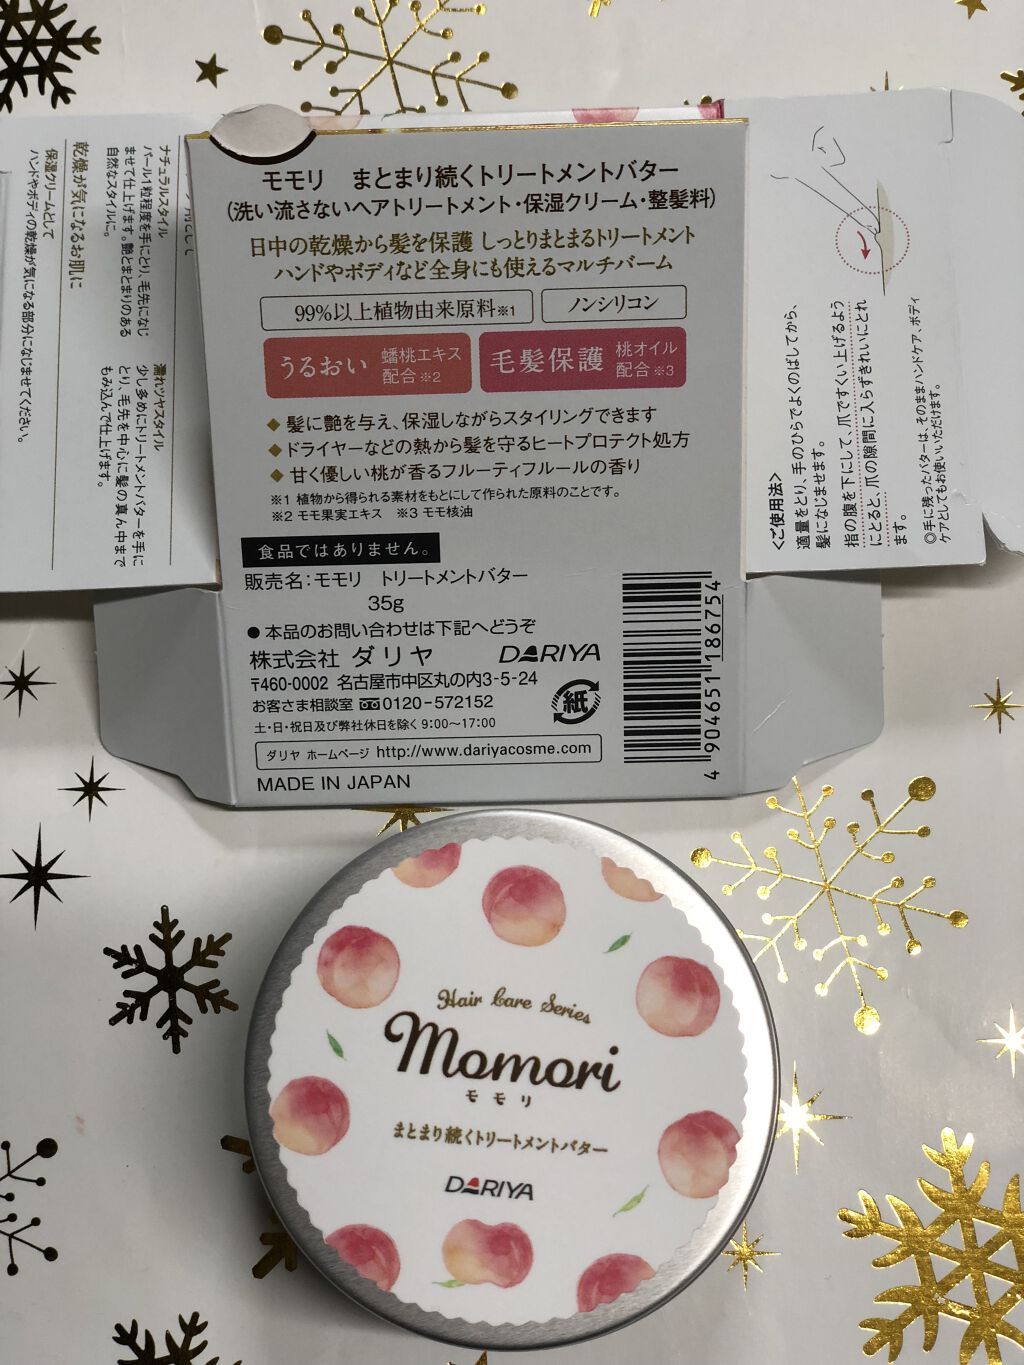 モモリ　まとまり続くトリートメントバター
(洗い流さないヘアトリートメント・保湿クリーム・整髪料)
日中の乾燥から髪を保護 しっとりまとまるトリートメント
ハンドやボディなど全身にも使えるマルチバーム
99%以上植物由来原料※1
ノンシリコン
うるおい 蟠桃エキス配合※2
毛髪保護 桃オイル配合※3
◆髪に艶を与え、保湿しながらスタイリングできます
◆ドライヤーなどの熱から髪を守るヒートプロテクト処方
◆甘く優しい桃が香るフルーティフルールの香り
※1 植物から得られる素材をもとにして作られた原料のことです。
※2 モモ果実エキス　※3 モモ核油
食品ではありません。
販売名:モモリ　トリートメントバター
35g
●本品のお問い合わせは下記へどうぞ
株式会社 ダリヤ
DARIYA
〒460-0002 名古屋市中区丸の内3-5-24
お客さま相談室 0120-572152
土・日・祝日及び弊社休日を除く 9:00〜17:00
ダリヤ ホームページ http://www.dariyacosme.com
MADE IN JAPAN
紙
4 904651 186754
ナチュラルスタイル
パール1粒程度を手にとり、毛先になじ
ませて仕上げます。艶とまとまりのある
自然なスタイルに。
濡れツヤスタイル
少し多めにトリートメントバターを手に
とり、毛先を中心に髪の真ん中まで
もみ込んで仕上げます。
乾燥が気になるお肌に
保湿クリームとして
ハンドやボディの乾燥が気になる部分になじませてください。
<ご使用法>
適量をとり、手のひらでよくのばしてから、
髪になじませます。
指の腹を下にして、爪ですくい上げるよう
にとると、爪の隙間に入らずきれいにとれ
ます。
◎手に残ったバターは、そのままハンドケア、ボディ
ケアとしてもお使いいただけます。
Hair Care Series
Momori
モモリ
まとまり続くトリートメントバター
DARIYA